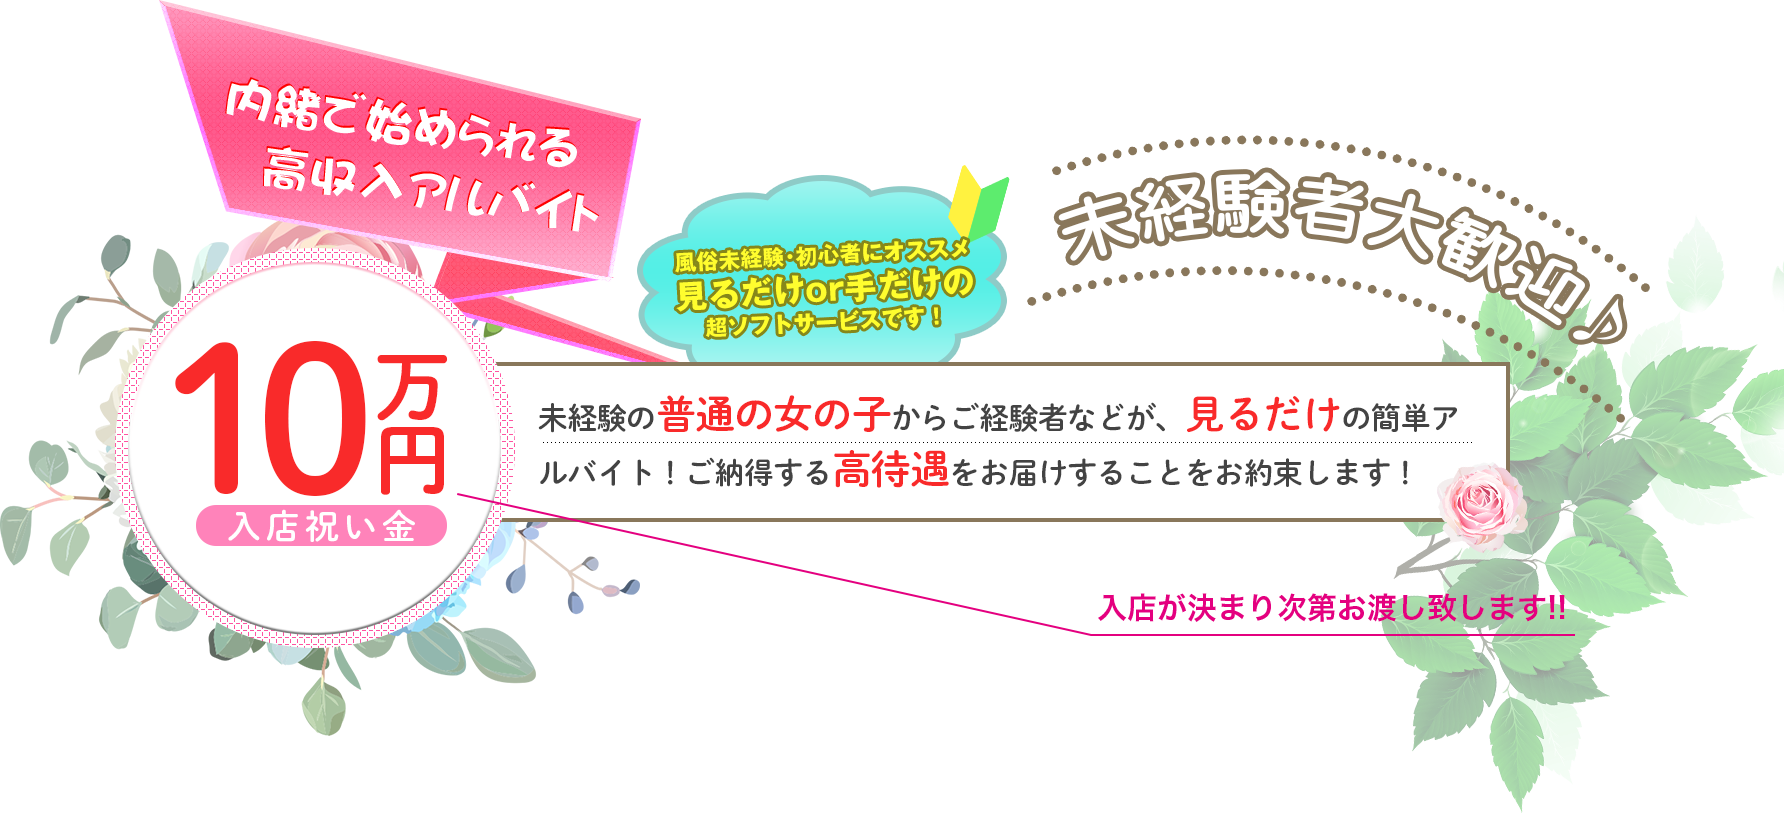 内緒で始められる
高収入アルバイト
風俗未経験・初心者にオススメ
見るだけor手だけの
超ソフトサービスです！
未経験者大歓迎♪
10万円
入店祝い金
未経験の普通の女の子からご経験者などが、見るだけの簡単ア
ルバイト！ご納得する高待遇をお届けすることをお約束します！
入店が決まり次第お渡し致します!!